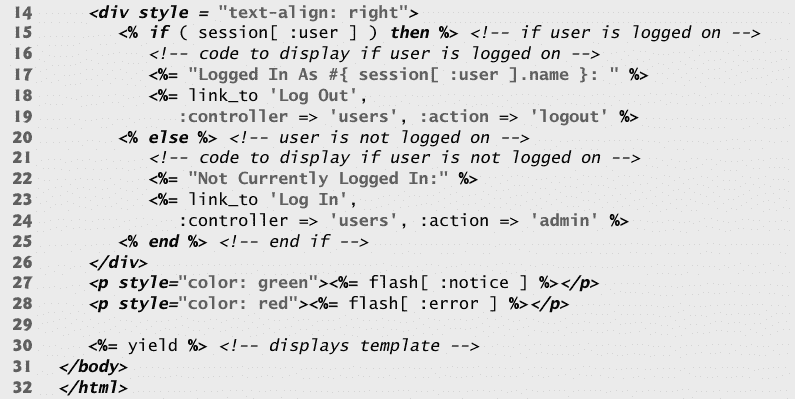 14 <div style = "text-align: right">
15 <% if ( session[ :user ] ) then %> <!-- if user is logged on -->
16 <!-- code to display if user is logged on -->
17 <%= "Logged In As #{ session[ :user ].name }: " %>
18 <%= link_to 'Log Out',
19 :controller => 'users', :action => 'logout' %>
20 <% else %> <!-- user is not logged on -->
21 <!-- code to display if user is not logged on -->
22 <%= "Not Currently Logged In:" %>
23 <%= link_to 'Log In',
24 :controller => 'users', :action => 'admin' %>
25 <% end %> <!-- end if -->
26 </div>
27 <p style="color: green"><%= flash[ :notice ] %></p>
28 <p style="color: red"><%= flash[ :error ] %></p>
29
30 <%= yield %> <!-- displays template -->
31 </body>
32 </html>